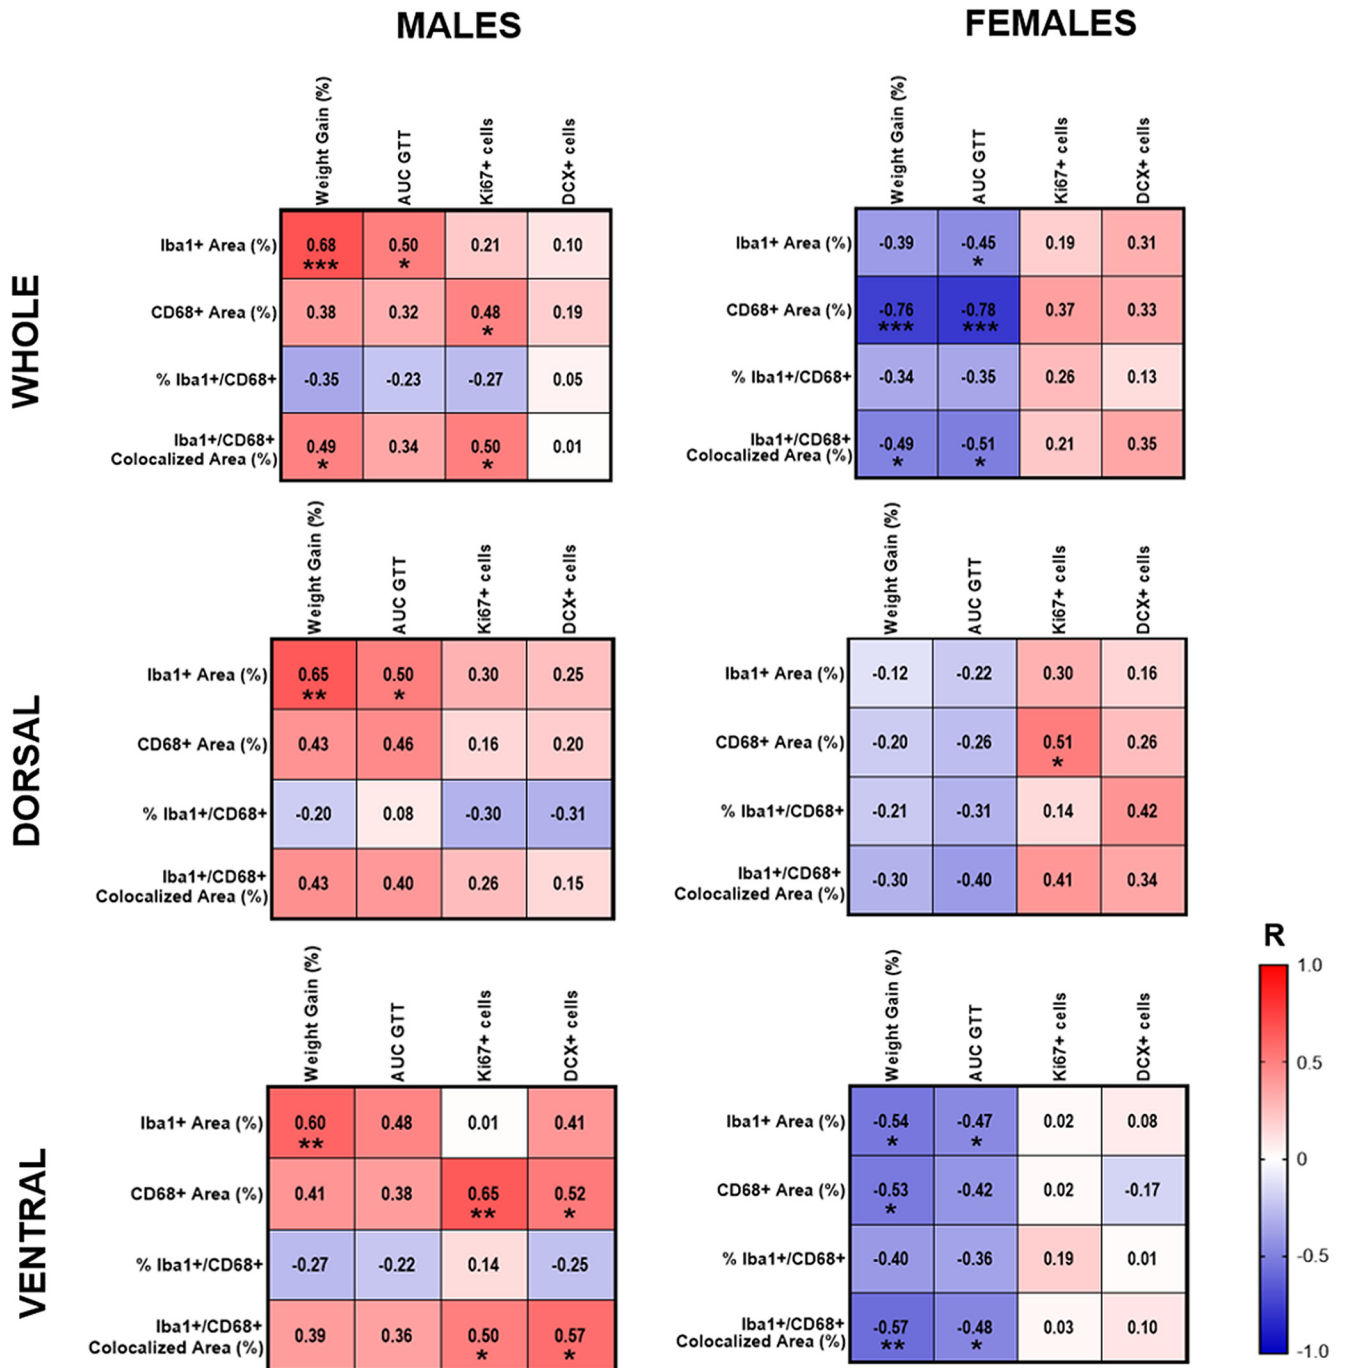 MALES
FEMALES
WHOLE
Weight Gain (%) AUC GTT Ki67+ cells DCX+ cells
Iba1+ Area (%) 0.68 *** 0.50 * 0.21 0.10
CD68+ Area (%) 0.38 0.32 0.48 * 0.19
% Iba1+/CD68+ -0.35 -0.23 -0.27 0.05
Iba1+/CD68+
Colocalized Area (%) 0.49 * 0.34 0.50 * 0.01
Weight Gain (%) AUC GTT Ki67+ cells DCX+ cells
Iba1+ Area (%) -0.39 -0.45 * 0.19 0.31
CD68+ Area (%) -0.76 *** -0.78 *** 0.37 0.33
% Iba1+/CD68+ -0.34 -0.35 0.26 0.13
Iba1+/CD68+
Colocalized Area (%) -0.49 * -0.51 * 0.21 0.35
DORSAL
Weight Gain (%) AUC GTT Ki67+ cells DCX+ cells
Iba1+ Area (%) 0.65 ** 0.50 * 0.30 0.25
CD68+ Area (%) 0.43 0.46 0.16 0.20
% Iba1+/CD68+ -0.20 0.08 -0.30 -0.31
Iba1+/CD68+
Colocalized Area (%) 0.43 0.40 0.26 0.15
Weight Gain (%) AUC GTT Ki67+ cells DCX+ cells
Iba1+ Area (%) -0.12 -0.22 0.30 0.16
CD68+ Area (%) -0.20 -0.26 0.51 * 0.26
% Iba1+/CD68+ -0.21 -0.31 0.14 0.42
Iba1+/CD68+
Colocalized Area (%) -0.30 -0.40 0.41 0.34
VENTRAL
Weight Gain (%) AUC GTT Ki67+ cells DCX+ cells
Iba1+ Area (%) 0.60 ** 0.48 0.01 0.41
CD68+ Area (%) 0.41 0.38 0.65 ** 0.52 *
% Iba1+/CD68+ -0.27 -0.22 0.14 -0.25
Iba1+/CD68+
Colocalized Area (%) 0.39 0.36 0.50 * 0.57 *
Weight Gain (%) AUC GTT Ki67+ cells DCX+ cells
Iba1+ Area (%) -0.54 * -0.47 * 0.02 0.08
CD68+ Area (%) -0.53 * -0.42 0.02 -0.17
% Iba1+/CD68+ -0.40 -0.36 0.19 0.01
Iba1+/CD68+
Colocalized Area (%) -0.57 ** -0.48 * 0.03 0.10
R
1.0
0.5
0
-0.5
-1.0